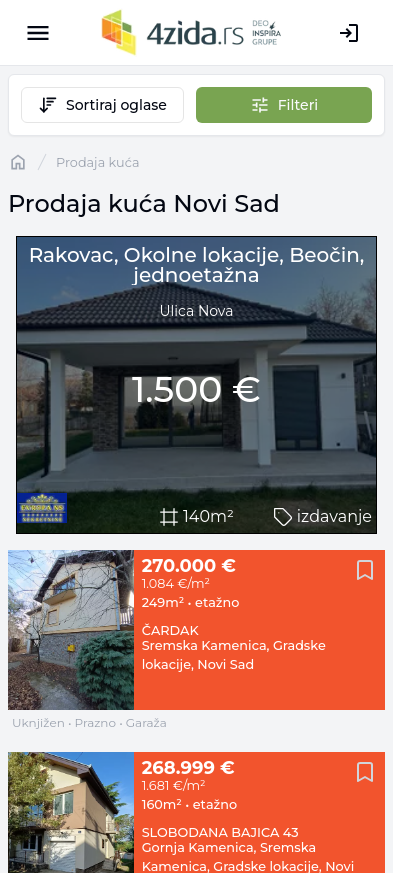 4zida.rs
DEO
INSPIRA
GRUPE
Sortiraj oglase
Filteri
/ Prodaja kuća
Prodaja kuća Novi Sad
Rakovac, Okolne lokacije, Beočin,
jednoetažna
Ulica Nova
1.500 €
140m²
izdavanje
270.000 €
1.084 €/m²
249m² • etažno
ČARDAK
Sremska Kamenica, Gradske
lokacije, Novi Sad
Uknjižen • Prazno • Garaža
268.999 €
1.681 €/m²
160m² • etažno
SLOBODANA BAJICA 43
Gornja Kamenica, Sremska
Kamenica, Gradske lokacije, Novi